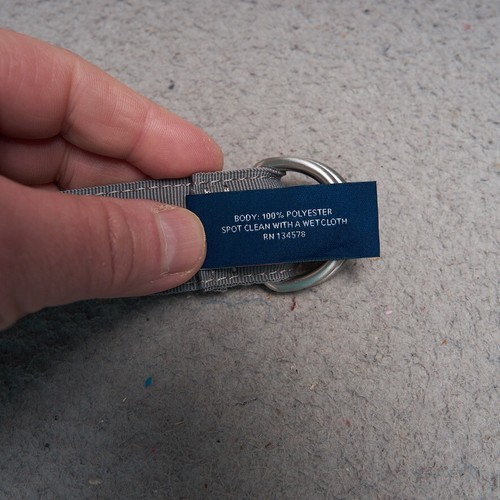 BODY: 100% POLYESTER
SPOT CLEAN WITH A WET CLOTH
RN 134578